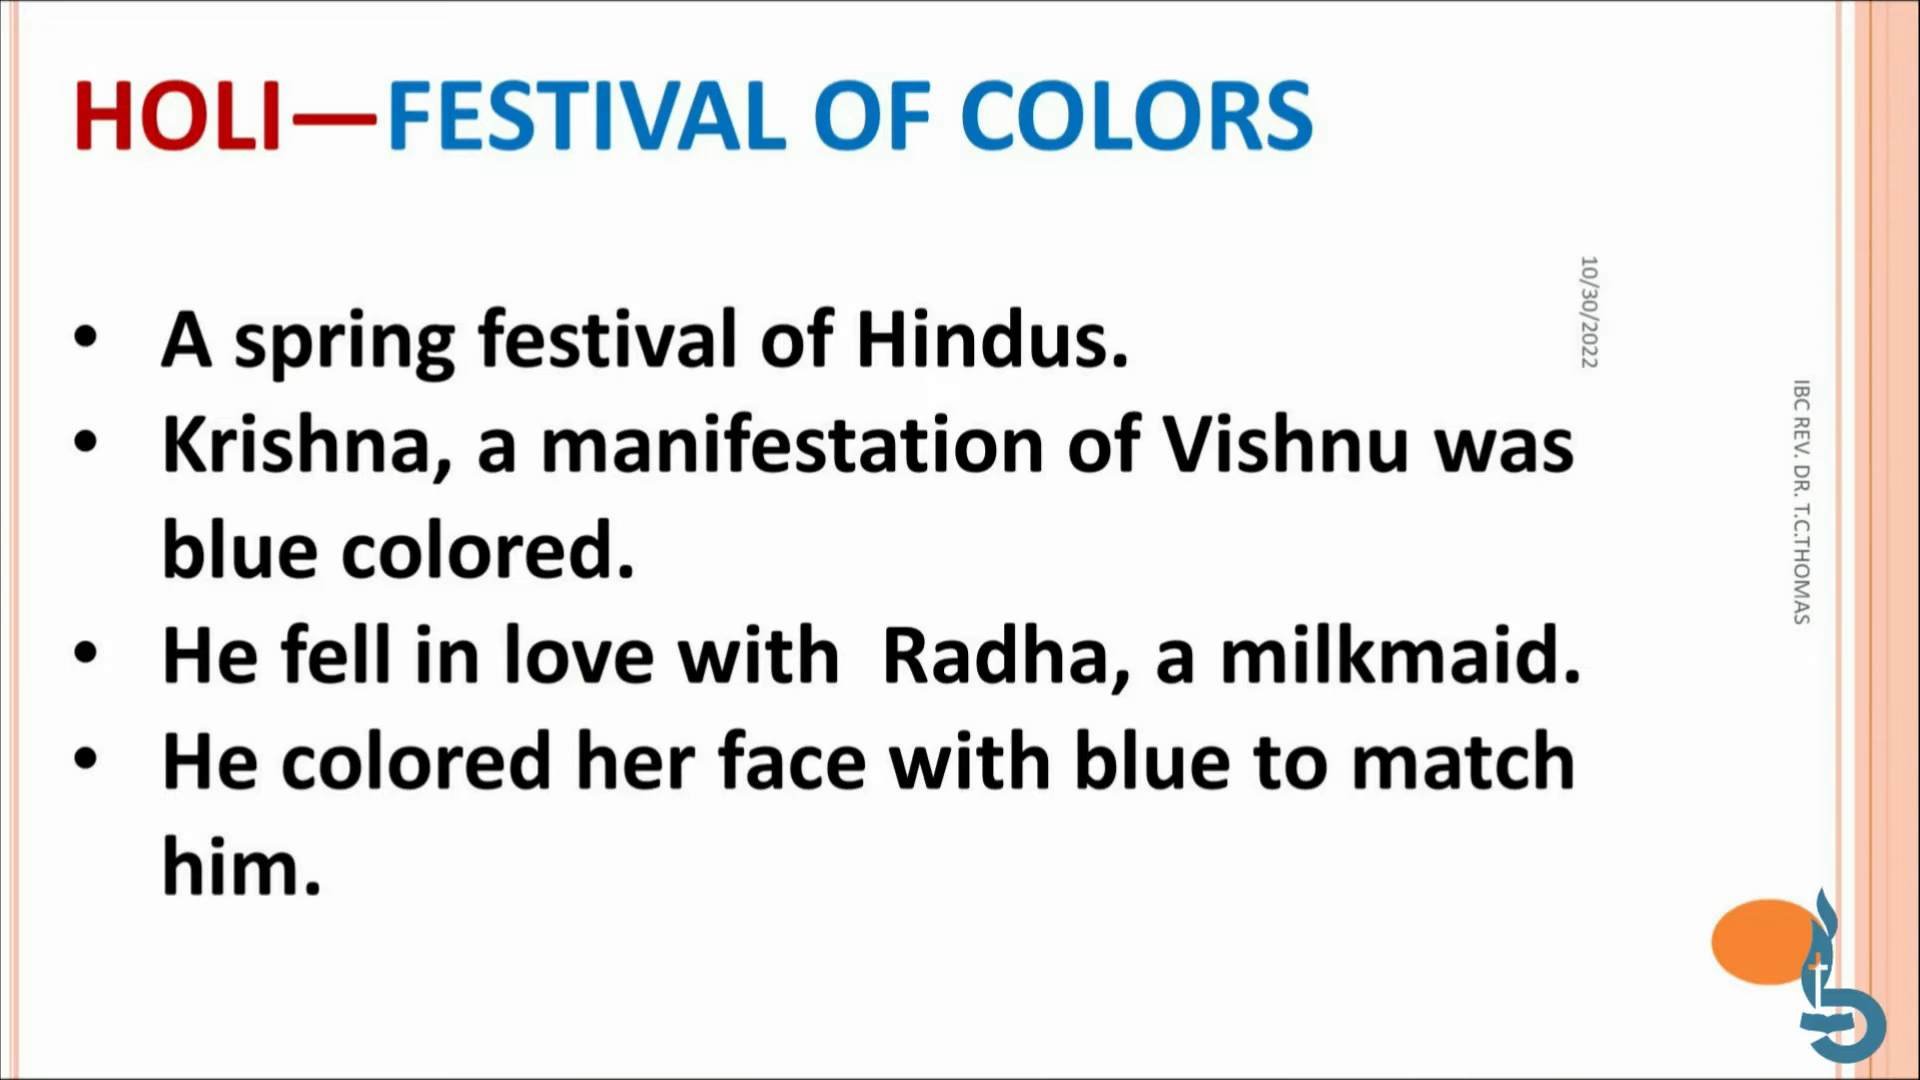 HOLI—FESTIVAL OF COLORS
• A spring festival of Hindus.
• Krishna, a manifestation of Vishnu was
blue colored.
• He fell in love with Radha, a milkmaid.
• He colored her face with blue to match
him.
10/30/2022
IBC REV. DR. T.C.THOMAS